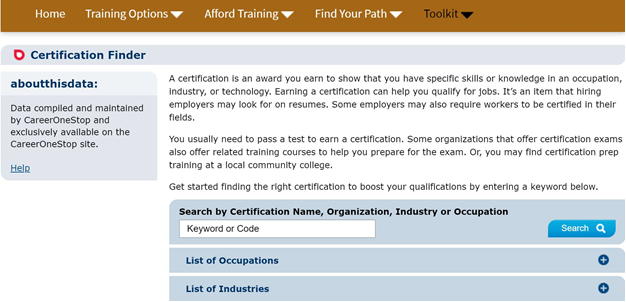 Home Training Options Afford Training Find Your Path Toolkit
Certification Finder
aboutthisdata:
Data compiled and maintained
by CareerOneStop and
exclusively available on the
CareerOneStop site.
Help
A certification is an award you earn to show that you have specific skills or knowledge in an occupation,
industry, or technology. Earning a certification can help you qualify for jobs. It’s an item that hiring
employers may look for on resumes. Some employers may also require workers to be certified in their
fields.
You usually need to pass a test to earn a certification. Some organizations that offer certification exams
also offer related training courses to help you prepare for the exam. Or, you may find certification prep
training at a local community college.
Get started finding the right certification to boost your qualifications by entering a keyword below.
Search by Certification Name, Organization, Industry or Occupation
Keyword or Code Search
List of Occupations
List of Industries